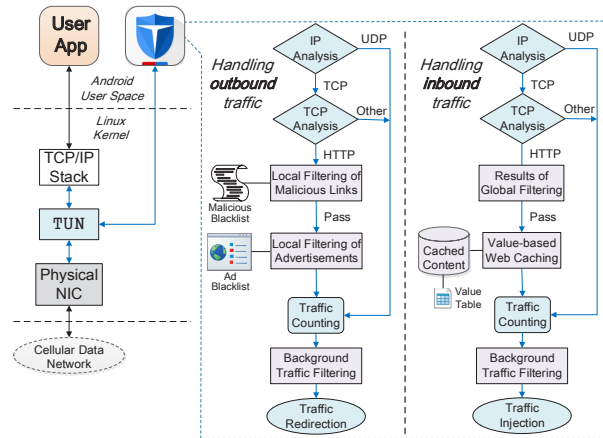 User
App
Android
User Space
Linux
Kernel
TCP/IP
Stack
TUN
Physical
NIC
Cellular Data
Network
Handling
outbound
traffic
IP
Analysis
UDP
TCP
TCP
Analysis
Other
HTTP
Malicious
Blacklist
Local Filtering of
Malicious Links
Pass
Ad
Blacklist
Local Filtering of
Advertisements
Traffic
Counting
Background
Traffic Filtering
Traffic
Redirection
Handling
inbound
traffic
IP
Analysis
UDP
TCP
TCP
Analysis
Other
HTTP
Results of
Global Filtering
Pass
Cached
Content
Value-based
Web Caching
Value
Table
Traffic
Counting
Background
Traffic Filtering
Traffic
Injection